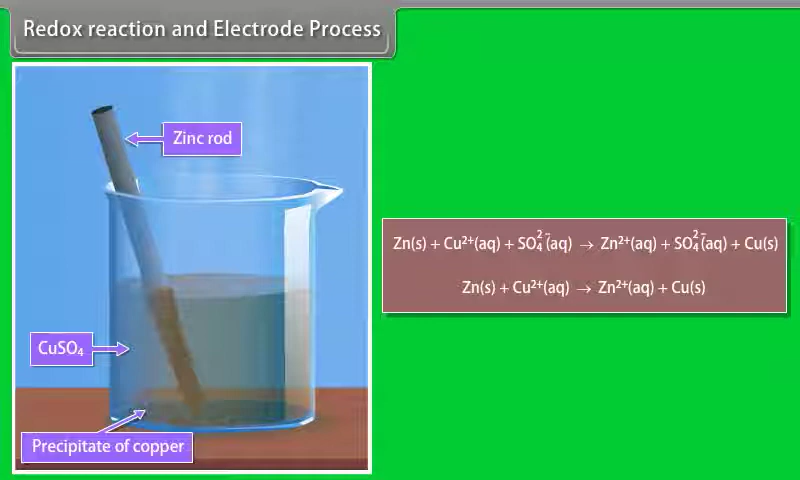 Redox reaction and Electrode Process
Zinc rod
CuSO₄
Precipitate of copper
Zn(s) + Cu²⁺(aq) + SO₄²⁻(aq) → Zn²⁺(aq) + SO₄²⁻(aq) + Cu(s)
Zn(s) + Cu²⁺(aq) → Zn²⁺(aq) + Cu(s)